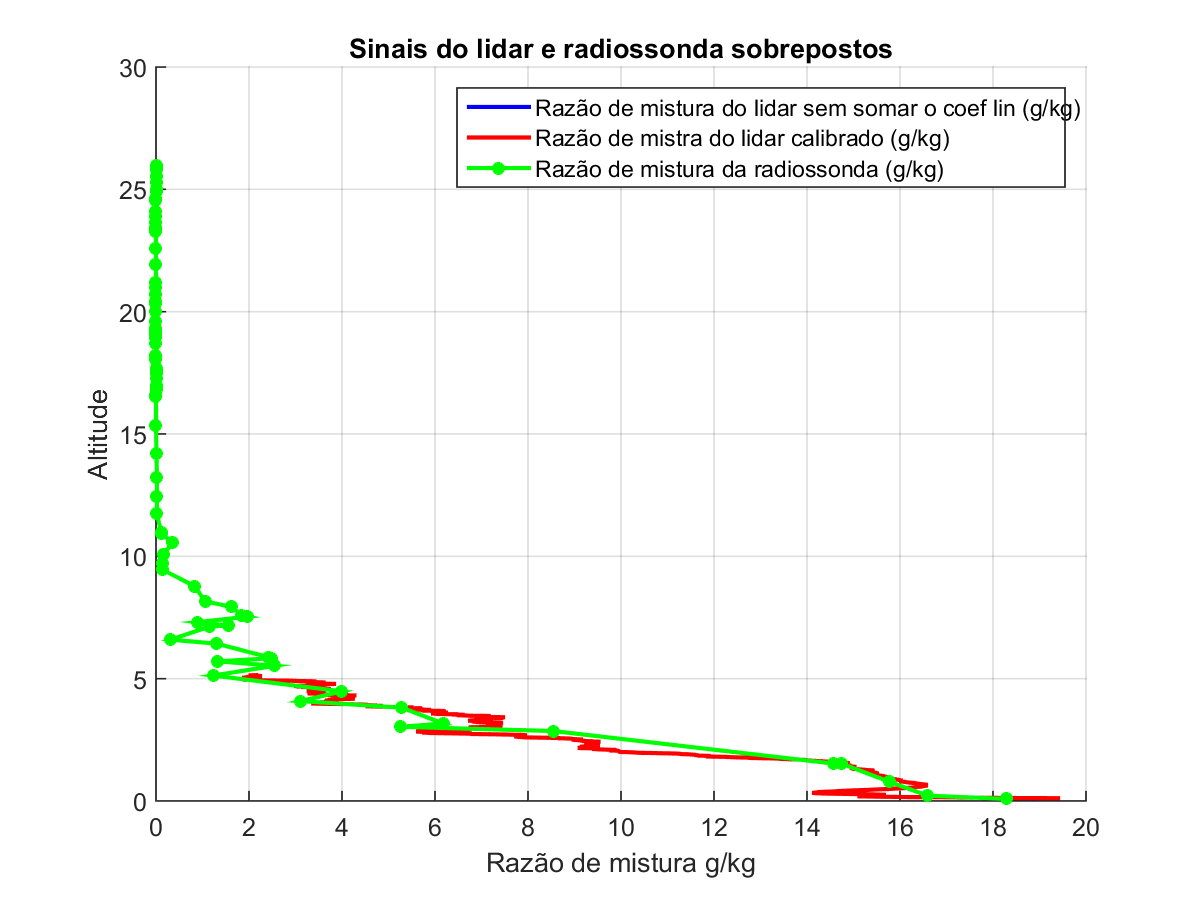 Sinais do lidar e radiossonda sobrepostos
Razão de mistura do lidar sem somar o coef lin (g/kg)
Razão de mistra do lidar calibrado (g/kg)
Razão de mistura da radiossonda (g/kg)
30
25
20
15
10
5
0
Altitude
0 2 4 6 8 10 12 14 16 18 20
Razão de mistura g/kg